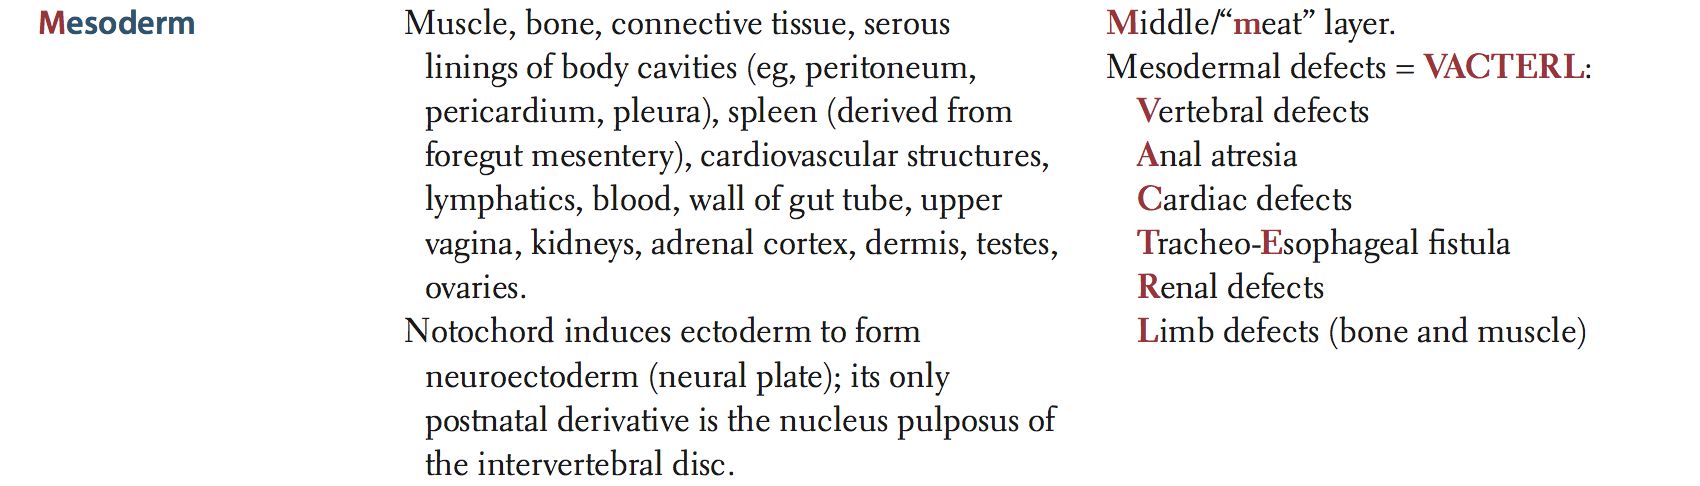 Mesoderm
Muscle, bone, connective tissue, serous
linings of body cavities (eg, peritoneum,
pericardium, pleura), spleen (derived from
foregut mesentery), cardiovascular structures,
lymphatics, blood, wall of gut tube, upper
vagina, kidneys, adrenal cortex, dermis, testes,
ovaries.
Notochord induces ectoderm to form
neuroectoderm (neural plate); its only
postnatal derivative is the nucleus pulposus of
the intervertebral disc.
Middle/“meat” layer.
Mesodermal defects = VACTERL:
Vertebral defects
Anal atresia
Cardiac defects
Tracheo-Esophageal fistula
Renal defects
Limb defects (bone and muscle)